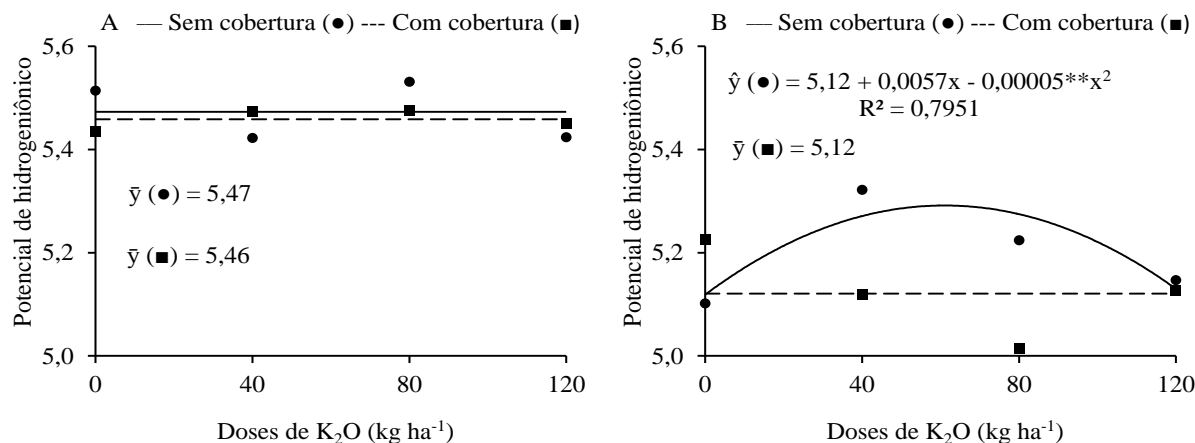 A — Sem cobertura (●) --- Com cobertura (■)
Potencial de hidrogeniônico
5,6
5,4
5,2
5,0
ȳ (●) = 5,47
ȳ (■) = 5,46
0 40 80 120
Doses de K₂O (kg ha⁻¹)
B — Sem cobertura (●) --- Com cobertura (■)
Potencial de hidrogeniônico
5,6
5,4
5,2
5,0
ŷ (●) = 5,12 + 0,0057x - 0,00005**x²
R² = 0,7951
ȳ (■) = 5,12
0 40 80 120
Doses de K₂O (kg ha⁻¹)